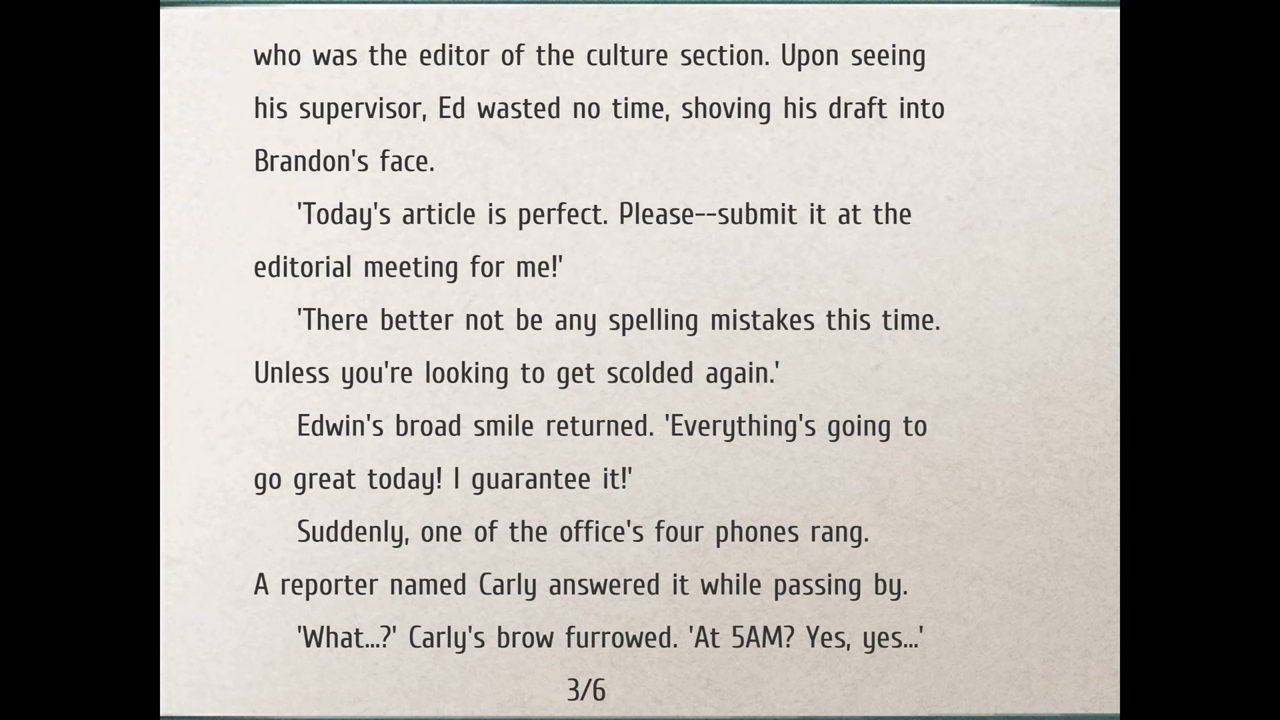 who was the editor of the culture section. Upon seeing
his supervisor, Ed wasted no time, shoving his draft into
Brandon's face.
'Today's article is perfect. Please--submit it at the
editorial meeting for me!'
'There better not be any spelling mistakes this time.
Unless you're looking to get scolded again.'
Edwin's broad smile returned. 'Everything's going to
go great today! I guarantee it!'
Suddenly, one of the office's four phones rang.
A reporter named Carly answered it while passing by.
'What...?' Carly's brow furrowed. 'At 5AM? Yes, yes...'
3/6